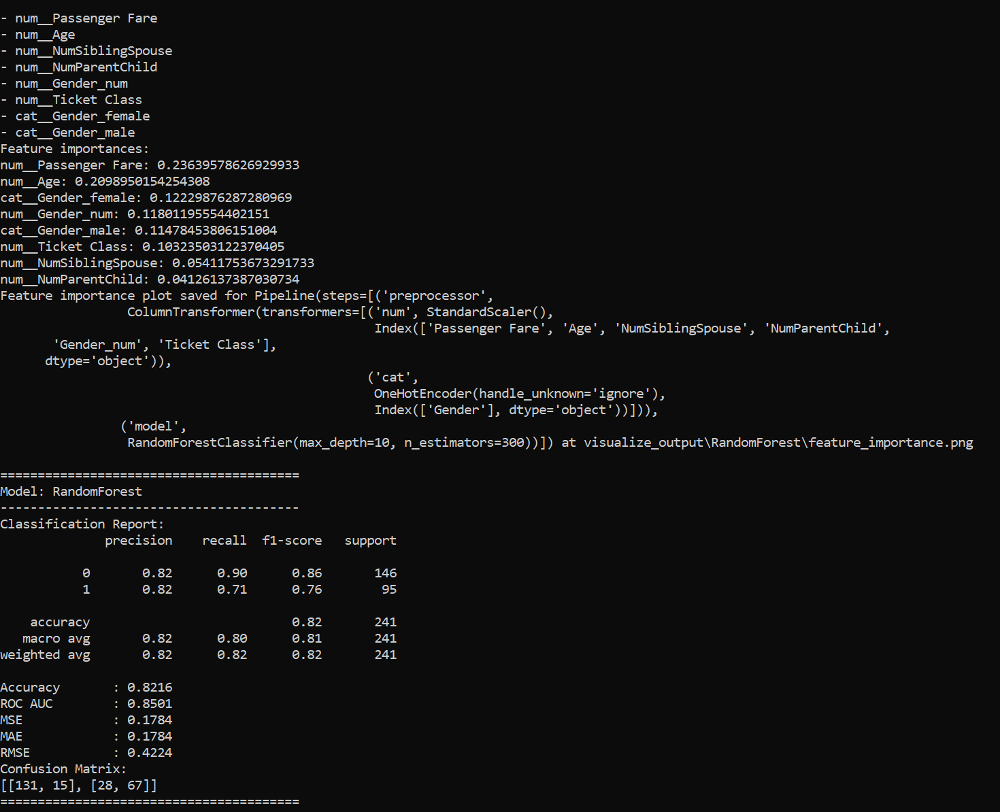 - num__Passenger Fare
- num__Age
- num__NumSiblingSpouse
- num__NumParentChild
- num__Gender_num
- num__Ticket Class
- cat__Gender_female
- cat__Gender_male
Feature importances:
num__Passenger Fare: 0.23639578626929933
num__Age: 0.2098950154254308
cat__Gender_female: 0.12229876287280969
num__Gender_num: 0.11801195554402151
cat__Gender_male: 0.11478453806151004
num__Ticket Class: 0.10323503122370405
num__NumSiblingSpouse: 0.05411753673291733
num__NumParentChild: 0.04126137387030734
Feature importance plot saved for Pipeline(steps=[('preprocessor',
                 ColumnTransformer(transformers=[('num', StandardScaler(),
                                                  Index(['Passenger Fare', 'Age', 'NumSiblingSpouse', 'NumParentChild',
       'Gender_num', 'Ticket Class'],
      dtype='object')),
                                                 ('cat',
                                                  OneHotEncoder(handle_unknown='ignore'),
                                                  Index(['Gender'], dtype='object'))])),
                ('model',
                 RandomForestClassifier(max_depth=10, n_estimators=300))]) at visualize_output\RandomForest\feature_importance.png
========================================
Model: RandomForest
----------------------------------------
Classification Report:
              precision    recall  f1-score   support
           0       0.82      0.90      0.86       146
           1       0.82      0.71      0.76        95
    accuracy                           0.82       241
   macro avg       0.82      0.80      0.81       241
weighted avg       0.82      0.82      0.82       241
Accuracy       : 0.8216
ROC AUC        : 0.8501
MSE            : 0.1784
MAE            : 0.1784
RMSE           : 0.4224
Confusion Matrix:
[[131, 15], [28, 67]]
========================================